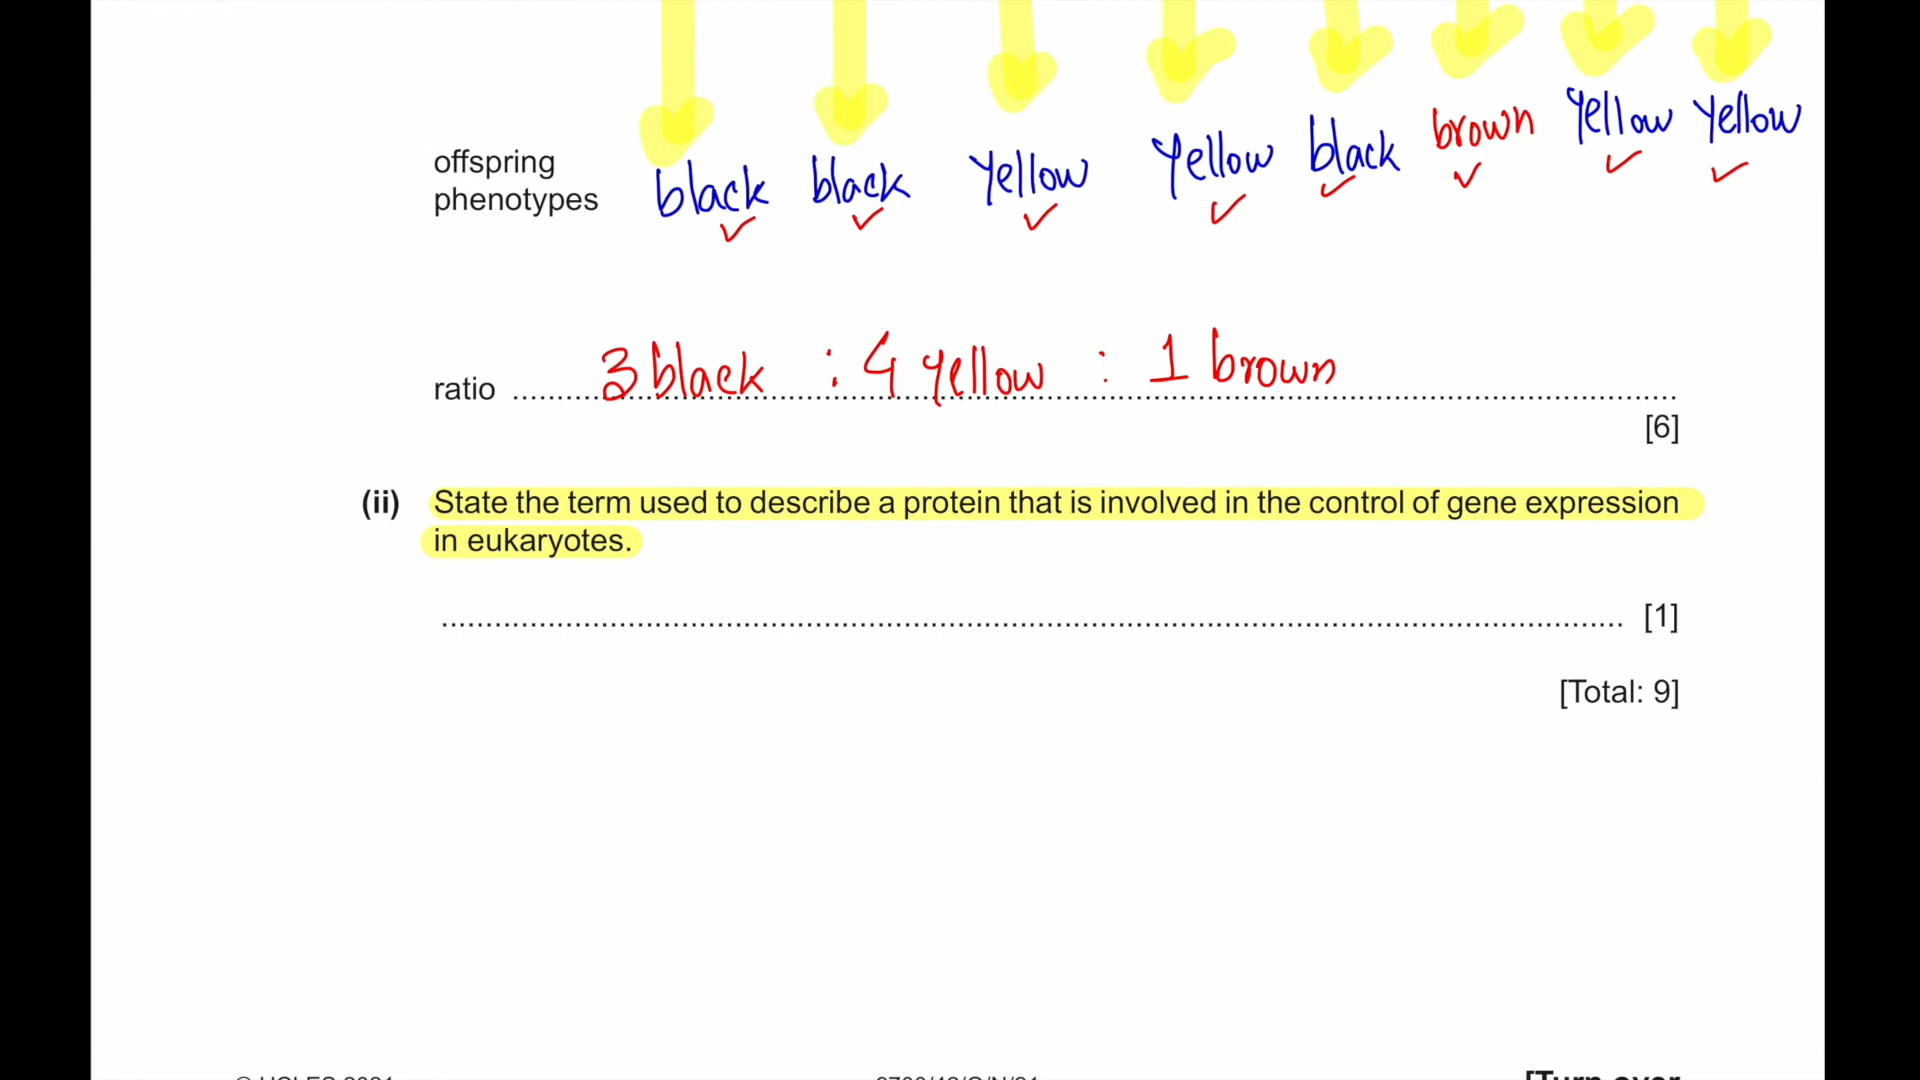 offspring
phenotypes
black black yellow yellow black brown yellow yellow
ratio 3 black : 4 yellow : 1 brown
[6]
(ii) State the term used to describe a protein that is involved in the control of gene expression
in eukaryotes.
[1]
[Total: 9]